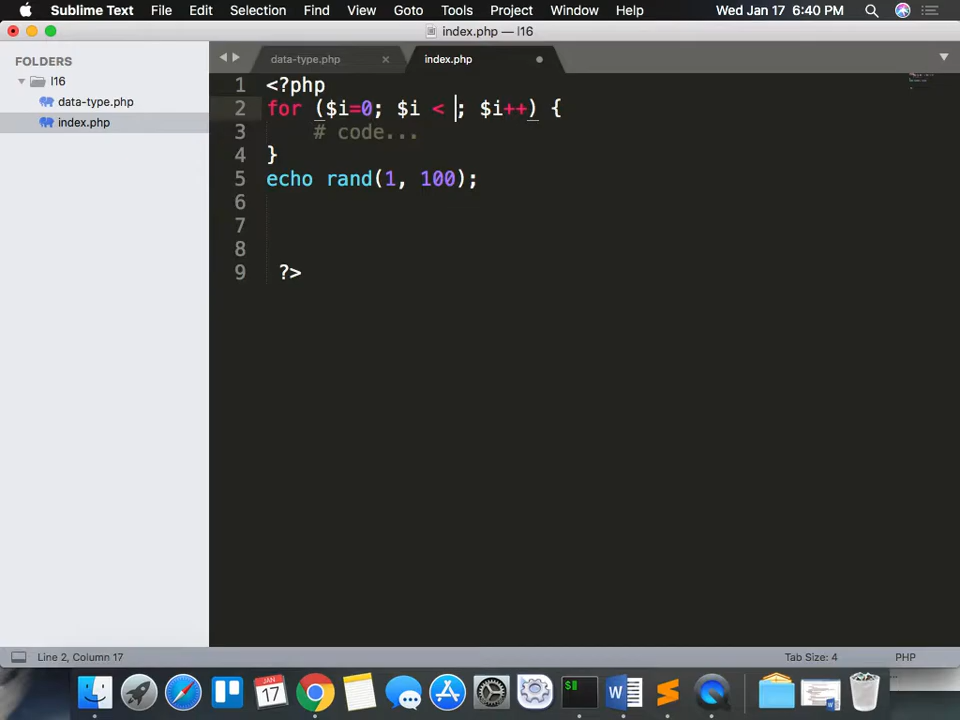 Sublime Text File Edit Selection Find View Goto Tools Project Window Help Wed Jan 17 6:40 PM
index.php — l16
FOLDERS
l16
data-type.php
index.php
data-type.php × index.php
1 <?php
2 for ($i=0; $i < ; $i++) {
3 # code...
4 }
5 echo rand(1, 100);
6
7
8
9 ?>
Line 2, Column 17 Tab Size: 4 PHP
JAN
17